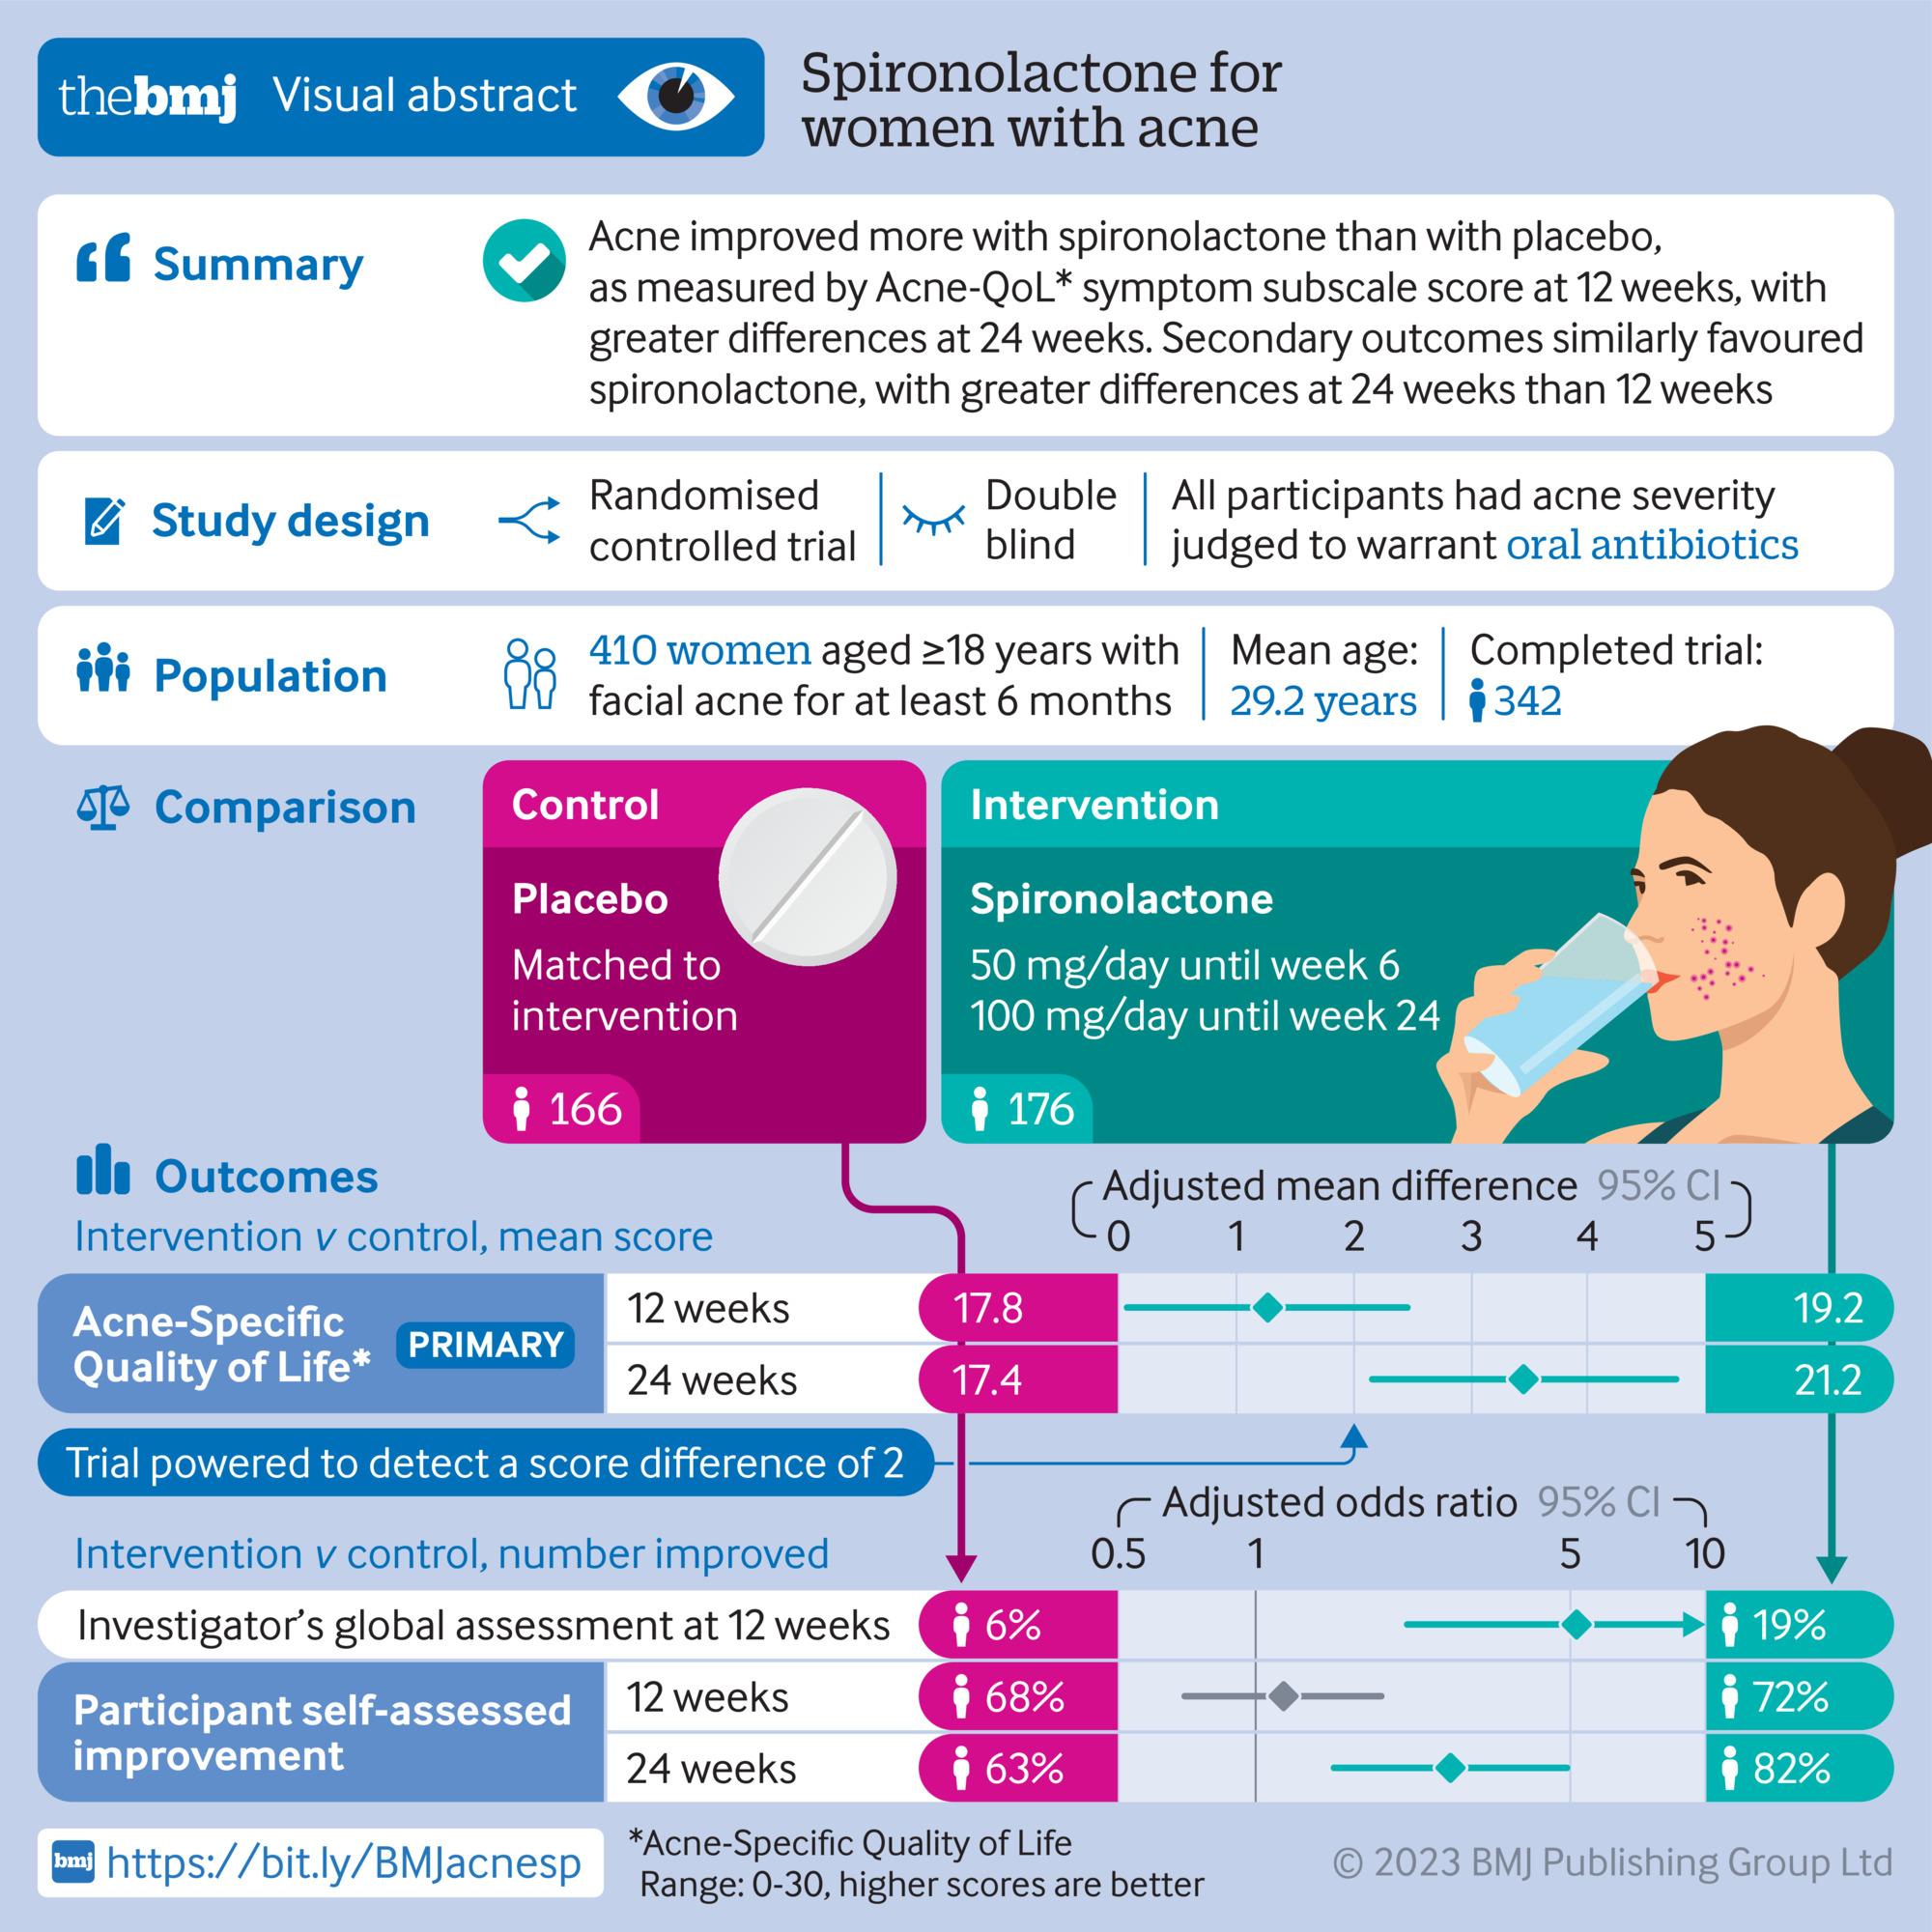 thebmj Visual abstract
Spironolactone for
women with acne
Summary
Acne improved more with spironolactone than with placebo,
as measured by Acne-QoL* symptom subscale score at 12 weeks, with
greater differences at 24 weeks. Secondary outcomes similarly favoured
spironolactone, with greater differences at 24 weeks than 12 weeks
Study design
Randomised
controlled trial
Double
blind
All participants had acne severity
judged to warrant oral antibiotics
Population
410 women aged ≥18 years with
facial acne for at least 6 months
Mean age:
29.2 years
Completed trial:
342
Comparison
Control
Placebo
Matched to
intervention
166
Intervention
Spironolactone
50 mg/day until week 6
100 mg/day until week 24
176
Outcomes
Intervention v control, mean score
Adjusted mean difference 95% CI
0 1 2 3 4 5
Acne-Specific
Quality of Life*
PRIMARY
12 weeks 17.8 19.2
24 weeks 17.4 21.2
Trial powered to detect a score difference of 2
Intervention v control, number improved
Adjusted odds ratio 95% CI
0.5 1 5 10
Investigator's global assessment at 12 weeks 6% 19%
Participant self-assessed
improvement
12 weeks 68% 72%
24 weeks 63% 82%
bmj https://bit.ly/BMJacnesp
*Acne-Specific Quality of Life
Range: 0-30, higher scores are better
© 2023 BMJ Publishing Group Ltd